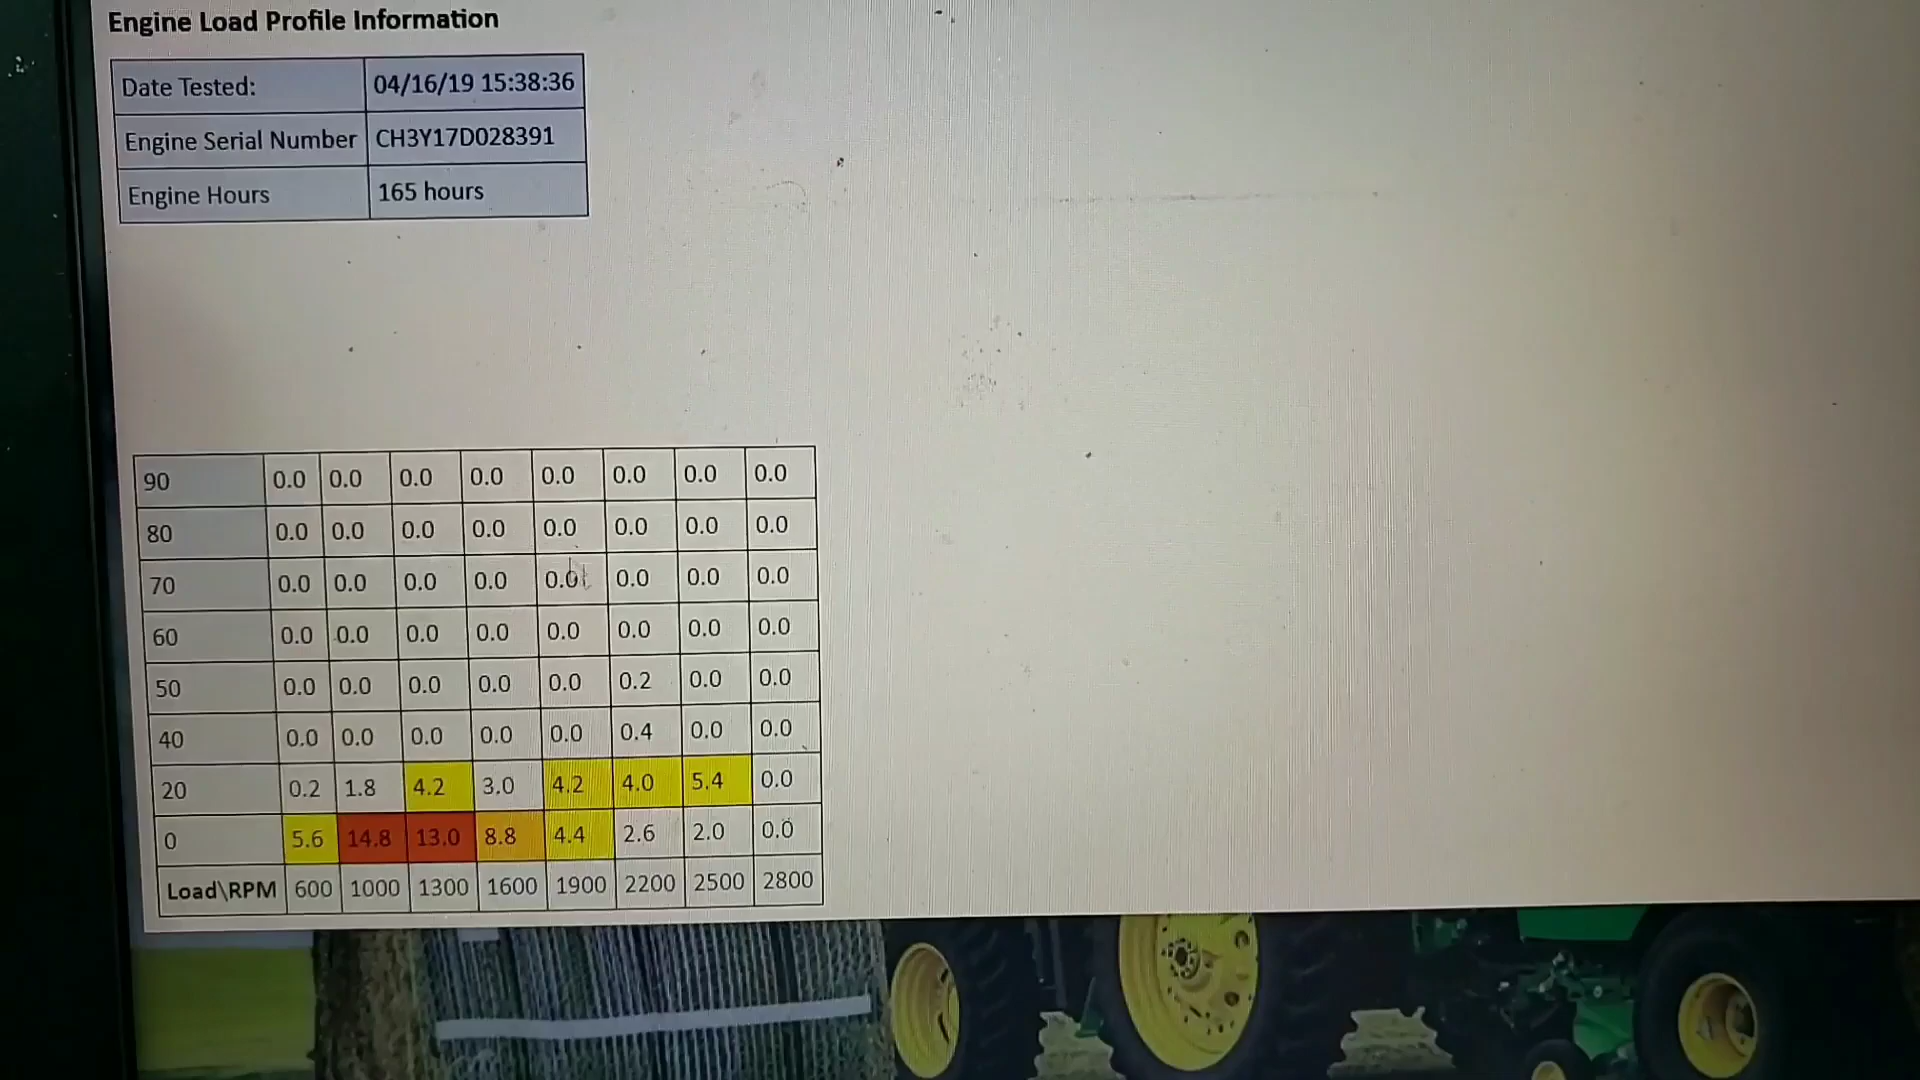 Engine Load Profile Information
Date Tested: 04/16/19 15:38:36
Engine Serial Number CH3Y17D028391
Engine Hours 165 hours
90 0.0 0.0 0.0 0.0 0.0 0.0 0.0 0.0
80 0.0 0.0 0.0 0.0 0.0 0.0 0.0 0.0
70 0.0 0.0 0.0 0.0 0.0 0.0 0.0 0.0
60 0.0 0.0 0.0 0.0 0.0 0.0 0.0 0.0
50 0.0 0.0 0.0 0.0 0.0 0.2 0.0 0.0
40 0.0 0.0 0.0 0.0 0.0 0.4 0.0 0.0
20 0.2 1.8 4.2 3.0 4.2 4.0 5.4 0.0
0 5.6 14.8 13.0 8.8 4.4 2.6 2.0 0.0
Load\RPM 600 1000 1300 1600 1900 2200 2500 2800